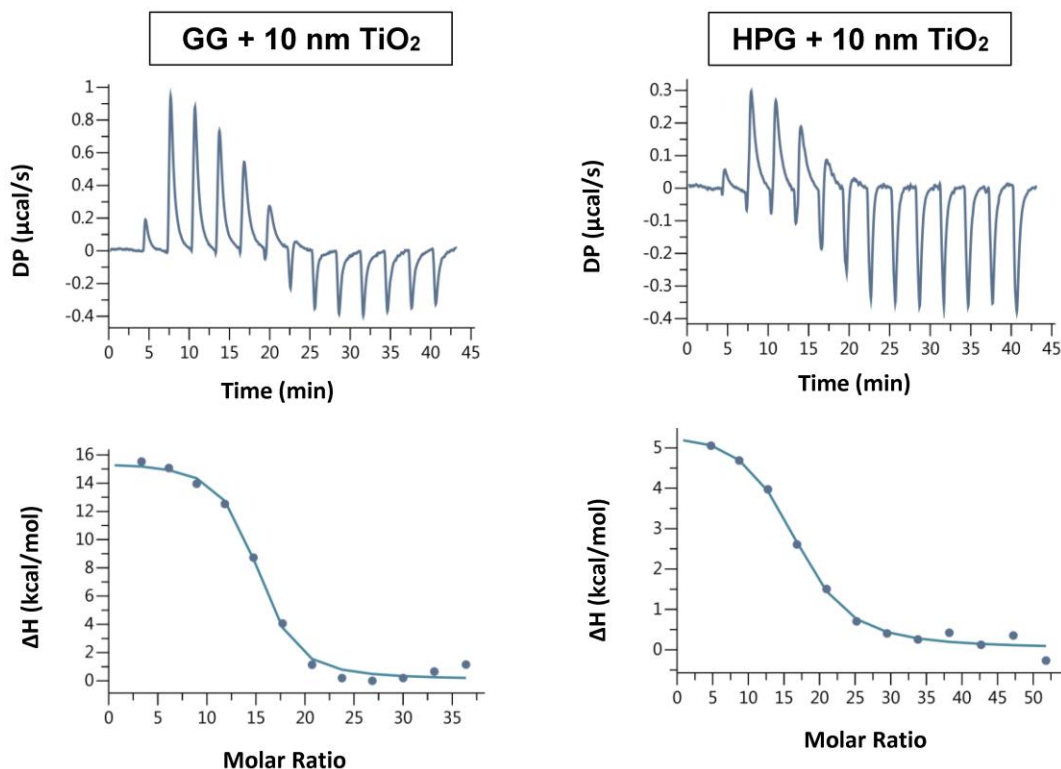 GG + 10 nm TiO₂
DP (µcal/s)
1
0.8
0.6
0.4
0.2
0
-0.2
-0.4
0 5 10 15 20 25 30 35 40 45
Time (min)
HPG + 10 nm TiO₂
DP (µcal/s)
0.3
0.2
0.1
0
-0.1
-0.2
-0.3
-0.4
0 5 10 15 20 25 30 35 40 45
Time (min)
ΔH (kcal/mol)
16
14
12
10
8
6
4
2
0
0 5 10 15 20 25 30 35
Molar Ratio
ΔH (kcal/mol)
5
4
3
2
1
0
0 5 10 15 20 25 30 35 40 45 50
Molar Ratio